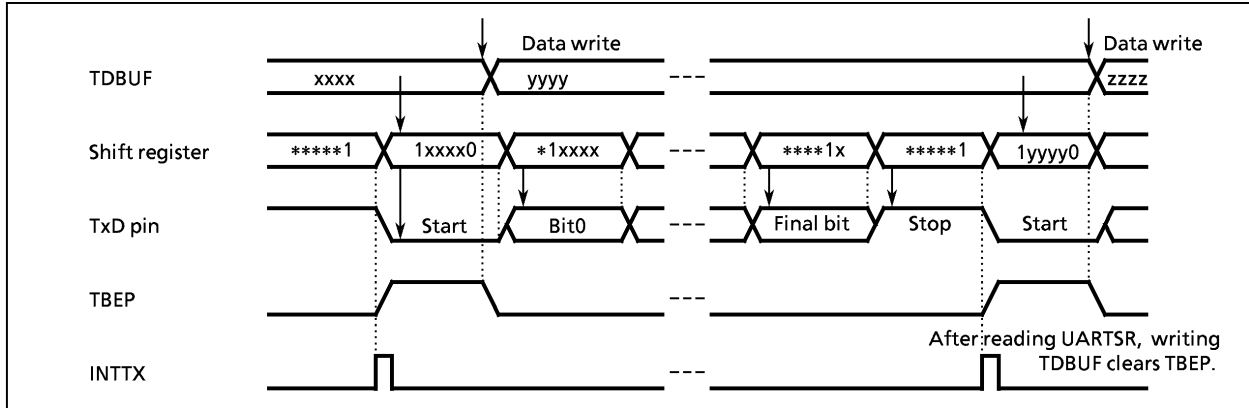 Data write Data write
TDBUF xxxx yyyy zzzz
Shift register *****1 1xxxx0 *1xxxx ****1x *****1 1yyyy0
TxD pin Start Bit0 Final bit Stop Start
TBEP
After reading UARTSR, writing
TDBUF clears TBEP.
INTTX